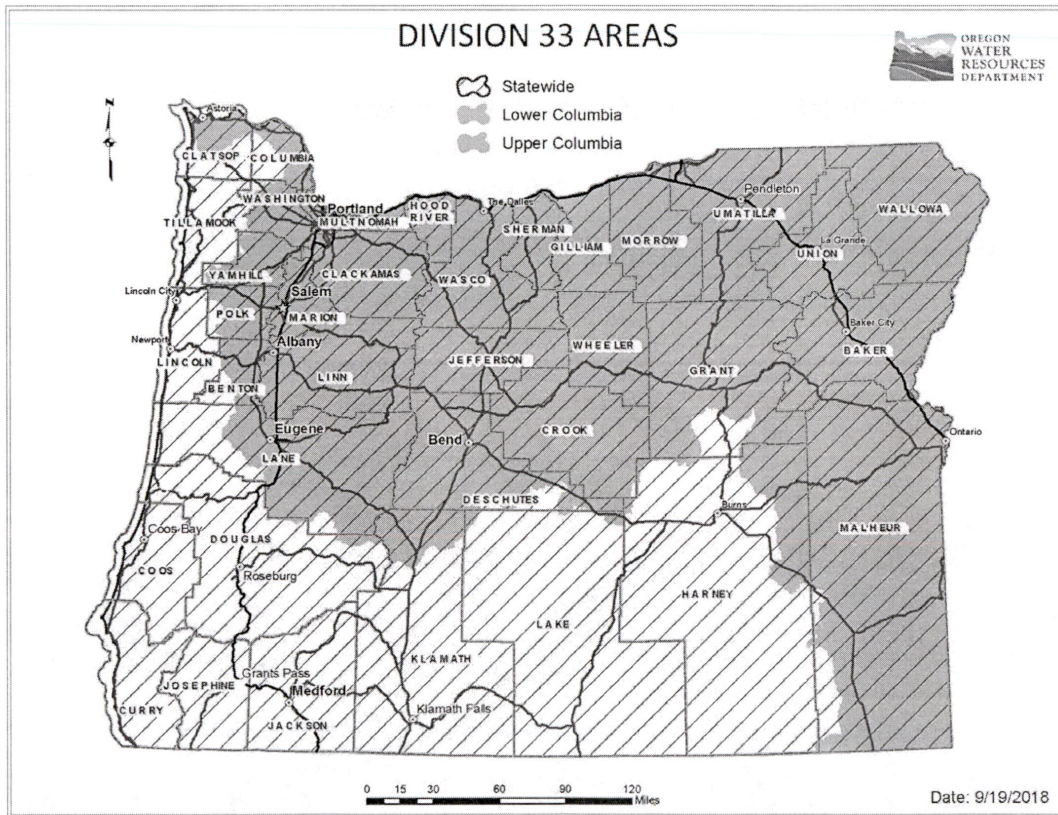 DIVISION 33 AREAS
OREGON
WATER
RESOURCES
DEPARTMENT
Statewide
Lower Columbia
Upper Columbia
N
Astoria
CLATSOP
COLUMBIA
WASHINGTON
Portland
MULTNOMAH
HOOD
RIVER
The Dalles
SHERMAN
GILLIAM
MORROW
Pendleton
UMATILLA
WALLOWA
UNION
La Grande
TILLAMOOK
YAMHILL
CLACKAMAS
WASCO
Lincoln City
Salem
POLK
MARION
Newport
Albany
LINCOLN
BENTON
LINN
JEFFERSON
WHEELER
GRANT
Baker City
BAKER
Eugene
LANE
Bend
CROOK
Ontario
DESCHUTES
Burns
MALHEUR
Coos Bay
COOS
DOUGLAS
Roseburg
HARNEY
LAKE
KLAMATH
Grants Pass
JOSEPHINE
Medford
CURRY
JACKSON
Klamath Falls
0 15 30 60 90 120
Miles
Date: 9/19/2018